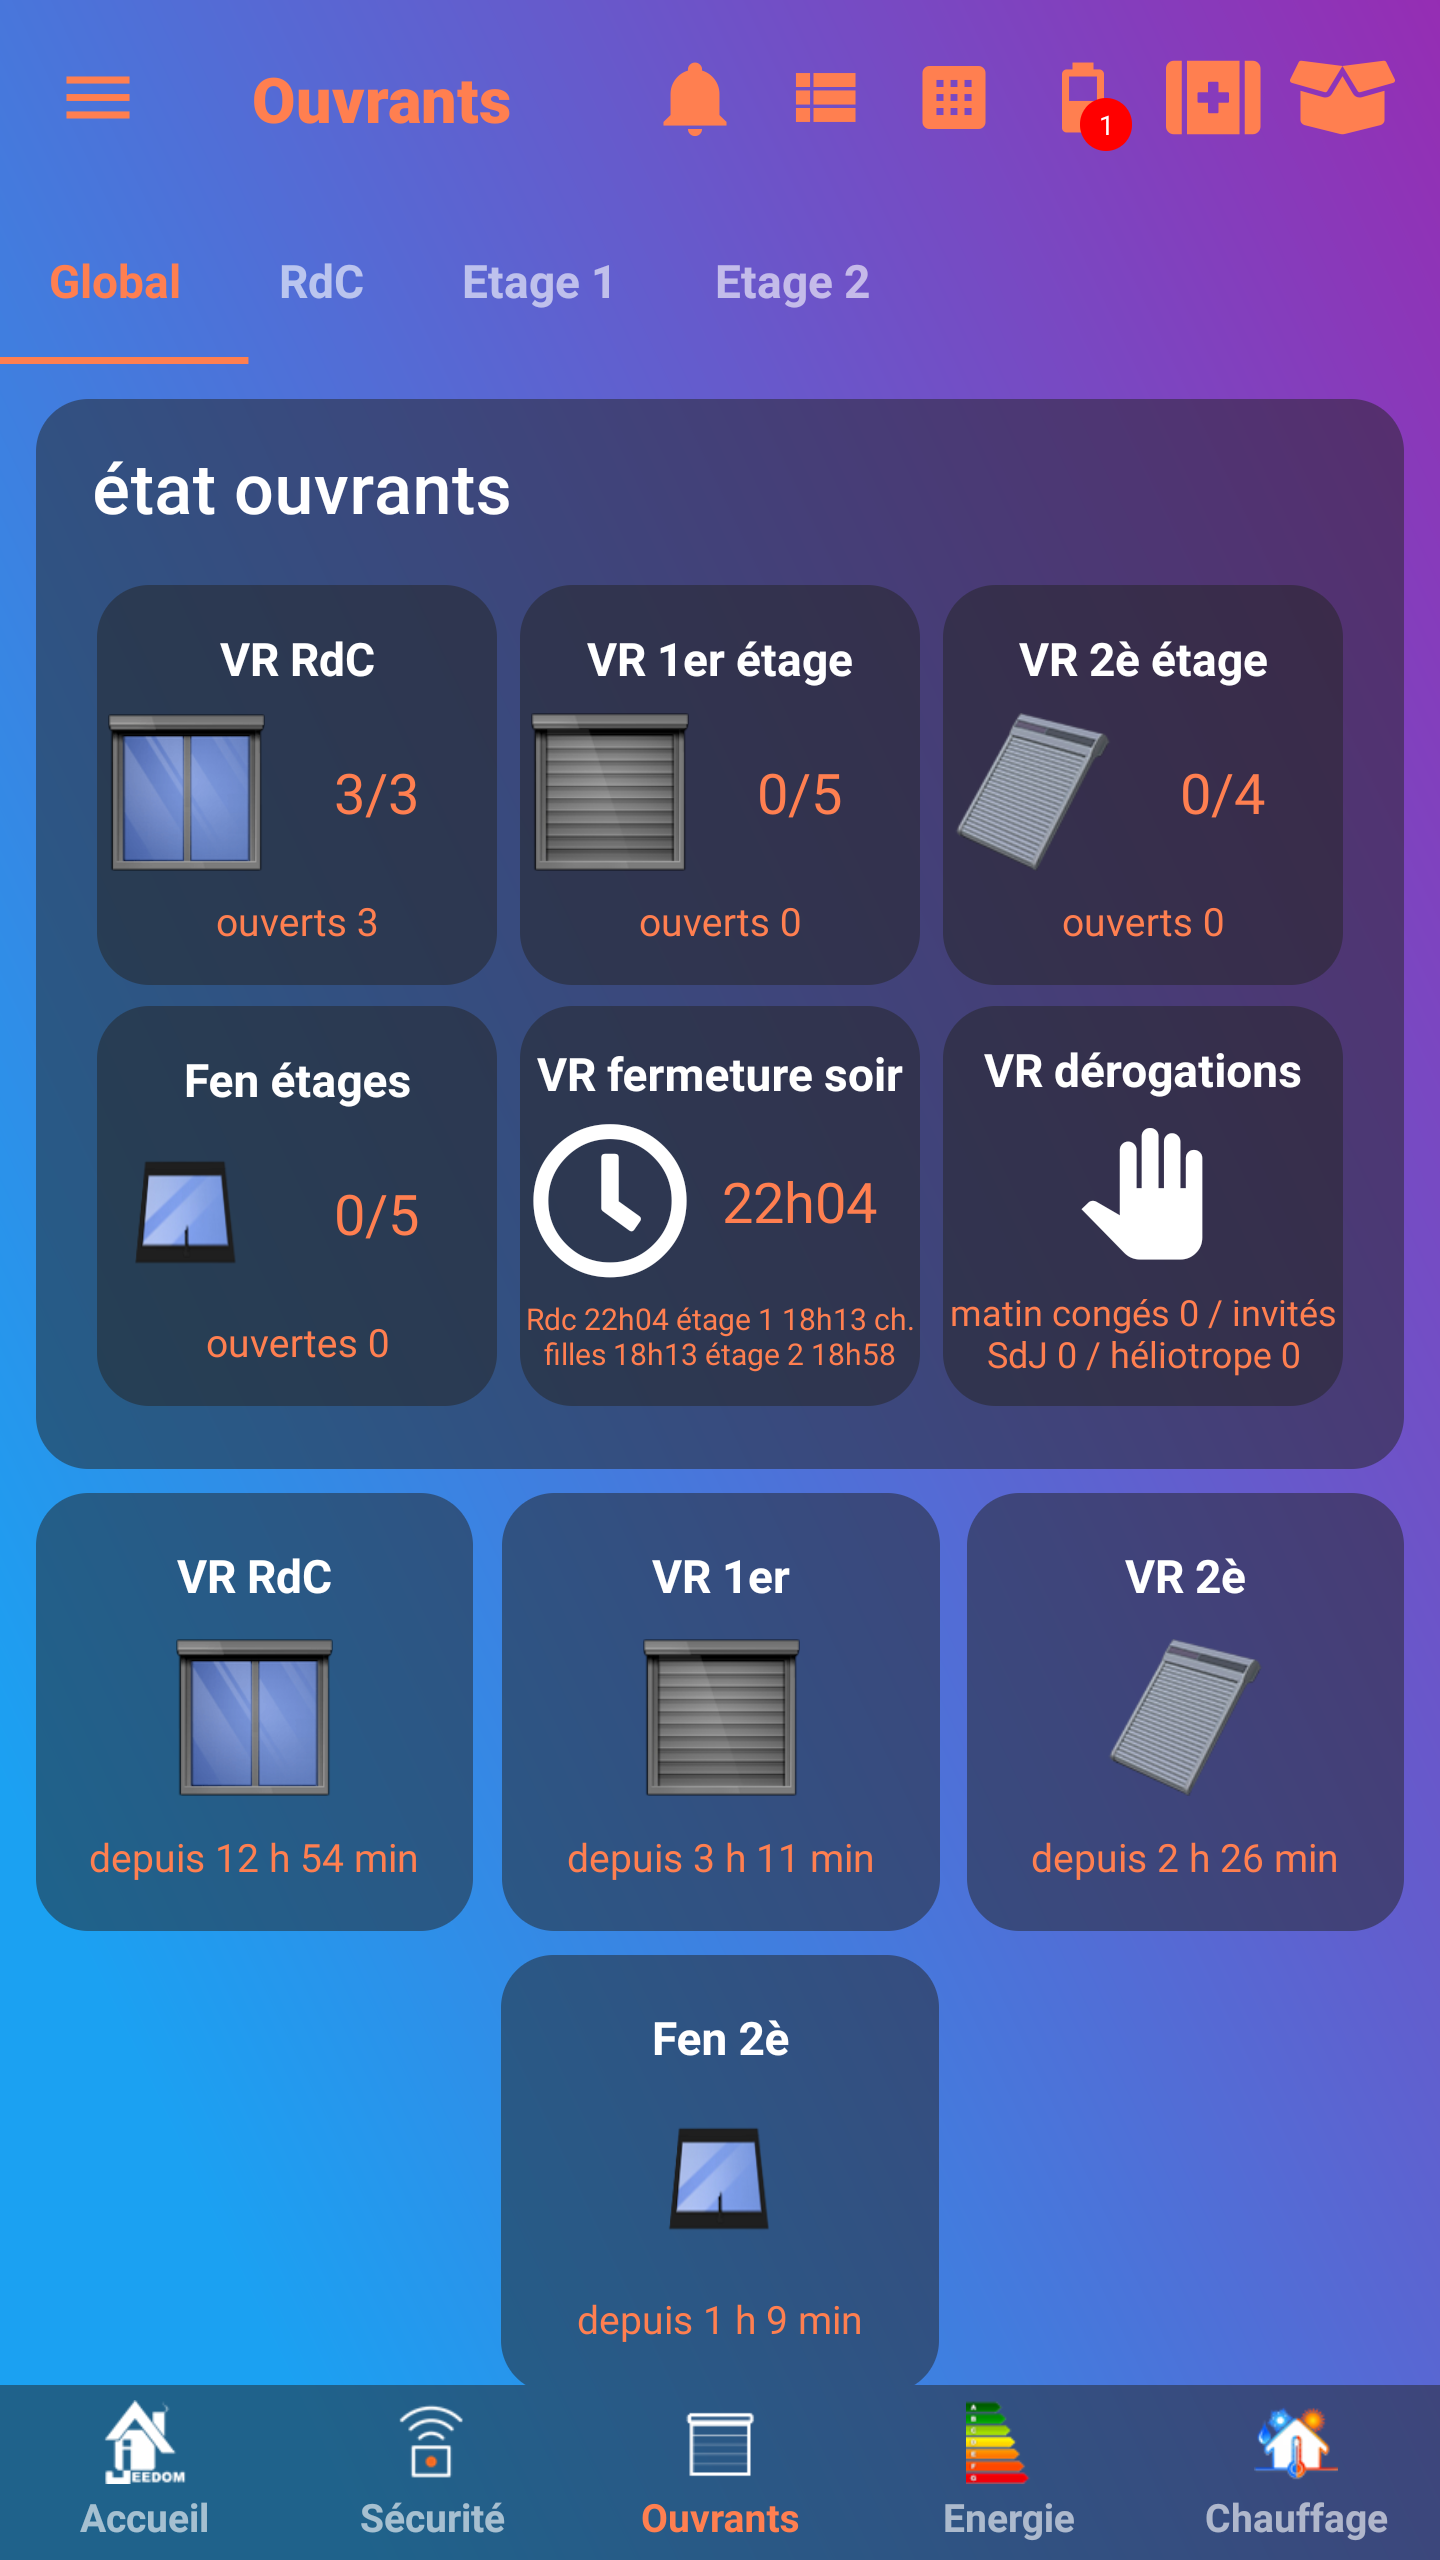 Ouvrants
1
Global
RdC
Etage 1
Etage 2
état ouvrants
VR RdC
3/3
ouverts 3
VR 1er étage
0/5
ouverts 0
VR 2è étage
0/4
ouverts 0
Fen étages
0/5
ouvertes 0
VR fermeture soir
22h04
Rdc 22h04 étage 1 18h13 ch.
filles 18h13 étage 2 18h58
VR dérogations
matin congés 0 / invités
SdJ 0 / héliotrope 0
VR RdC
depuis 12 h 54 min
VR 1er
depuis 3 h 11 min
VR 2è
depuis 2 h 26 min
Fen 2è
depuis 1 h 9 min
JEEDOM
Accueil
Sécurité
Ouvrants
Energie
Chauffage